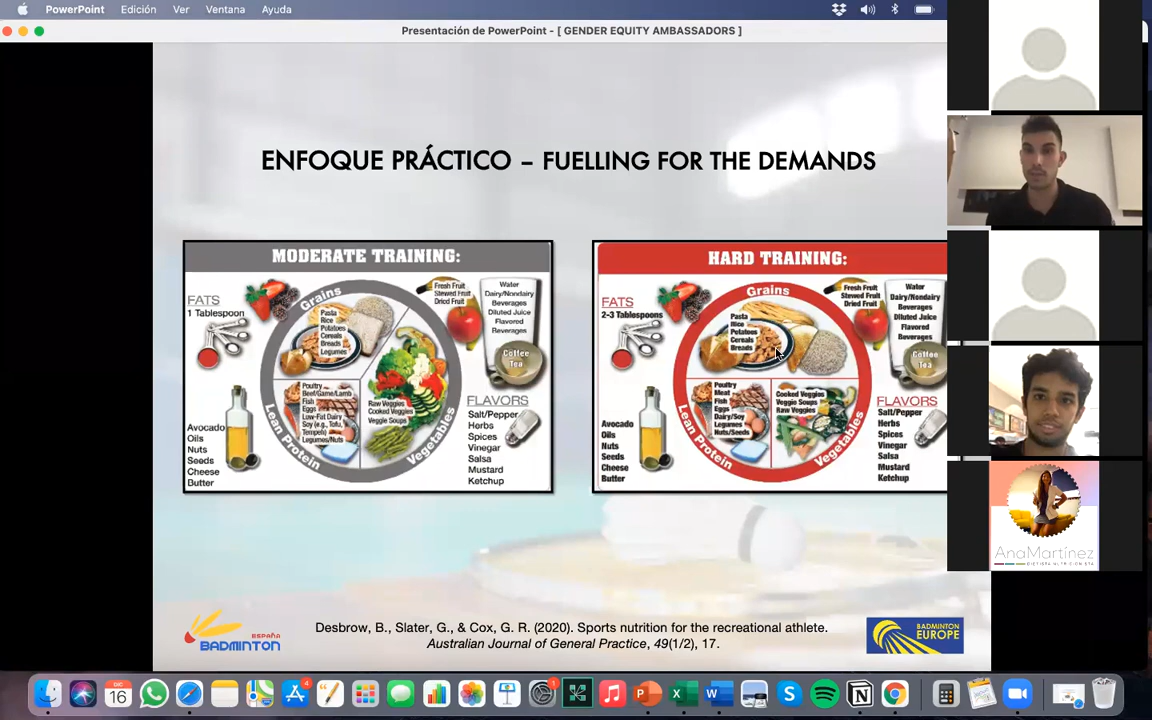 PowerPoint Edición Ver Ventana Ayuda
Presentación de PowerPoint - [ GENDER EQUITY AMBASSADORS ]
ENFOQUE PRÁCTICO – FUELLING FOR THE DEMANDS
MODERATE TRAINING:
FATS
1 Tablespoon
Grains
Pasta
Rice
Potatoes
Cereals
Breads
Legumes
Fresh Fruit
Stewed Fruit
Dried Fruit
Water
Dairy/Nondairy
Beverages
Diluted Juice
Flavored
Beverages
Coffee
Tea
Avocado
Oils
Nuts
Seeds
Cheese
Butter
Lean Protein
Poultry
Beef/Game/Lamb
Fish
Eggs
Low-Fat Dairy
Soy (e.g., Tofu,
Tempeh)
Legumes/Nuts
Raw Veggies
Cooked Veggies
Veggie Soups
Vegetables
FLAVORS
Salt/Pepper
Herbs
Spices
Vinegar
Salsa
Mustard
Ketchup
HARD TRAINING:
FATS
2-3 Tablespoons
Grains
Pasta
Rice
Potatoes
Cereals
Breads
Fresh Fruit
Stewed Fruit
Dried Fruit
Water
Dairy/Nondairy
Beverages
Diluted Juice
Flavored
Beverages
Coffee
Tea
Avocado
Oils
Nuts
Seeds
Cheese
Butter
Lean Protein
Poultry
Meat
Fish
Eggs
Dairy/Soy
Legumes
Nuts/Seeds
Cooked Veggies
Veggie Soups
Raw Veggies
Vegetables
FLAVORS
Salt/Pepper
Herbs
Spices
Vinegar
Salsa
Mustard
Ketchup
AnaMartínez
DIETISTA-NUTRICIONISTA
ESPAÑA
BADMINTON
Desbrow, B., Slater, G., & Cox, G. R. (2020). Sports nutrition for the recreational athlete.
Australian Journal of General Practice, 49(1/2), 17.
BADMINTON
EUROPE
DIC
16
4
1